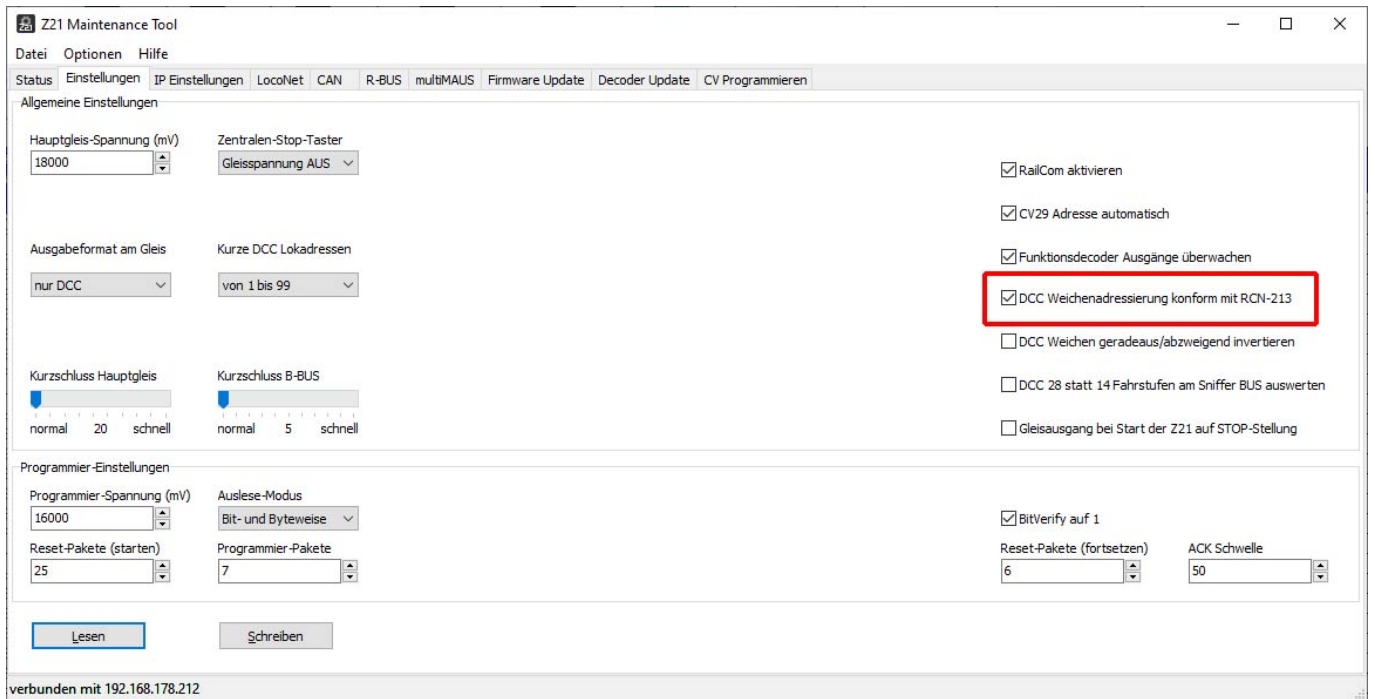 Z21 Maintenance Tool
Datei Optionen Hilfe
Status Einstellungen IP Einstellungen LocoNet CAN R-BUS multiMAUS Firmware Update Decoder Update CV Programmieren
Allgemeine Einstellungen
Hauptgleis-Spannung (mV) Zentralen-Stop-Taster
18000 Gleisspannung AUS
RailCom aktivieren
CV29 Adresse automatisch
Ausgabeformat am Gleis Kurze DCC Lokadressen
Funktionsdecoder Ausgänge überwachen
nur DCC von 1 bis 99
DCC Weichenadressierung konform mit RCN-213
DCC Weichen geradeaus/abzweigend invertieren
Kurzschluss Hauptgleis Kurzschluss B-BUS
DCC 28 statt 14 Fahrstufen am Sniffer BUS auswerten
normal 20 schnell normal 5 schnell
Gleisausgang bei Start der Z21 auf STOP-Stellung
Programmier-Einstellungen
Programmier-Spannung (mV) Auslese-Modus
16000 Bit- und Byteweise BitVerify auf 1
Reset-Pakete (starten) Programmier-Pakete Reset-Pakete (fortsetzen) ACK Schwelle
25 7 6 50
Lesen Schreiben
verbunden mit 192.168.178.212